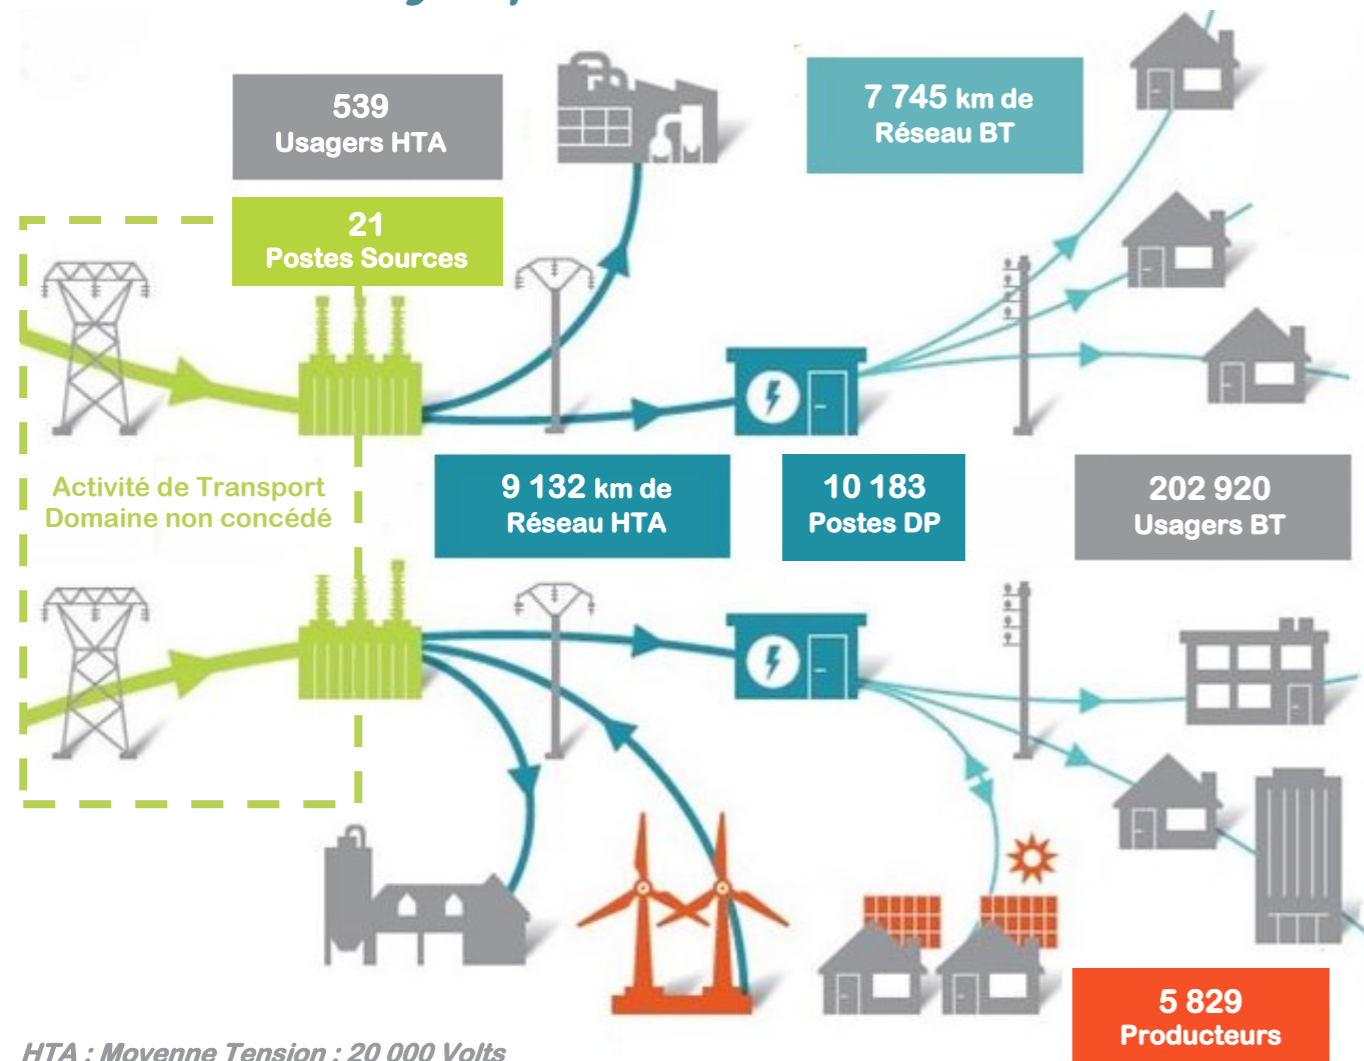 539
Usagers HTA
7 745 km de
Réseau BT
21
Postes Sources
Activité de Transport
Domaine non concédé
9 132 km de
Réseau HTA
10 183
Postes DP
202 920
Usagers BT
5 829
Producteurs
HTA : Moyenne Tension : 20 000 Volts